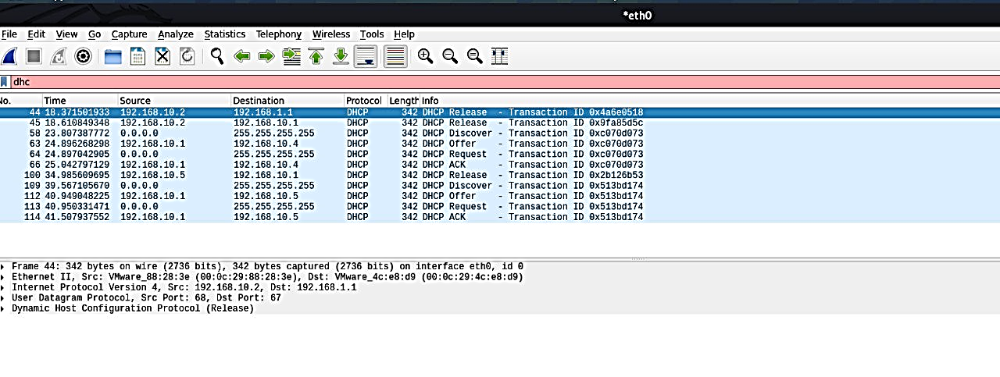 *eth0
File Edit View Go Capture Analyze Statistics Telephony Wireless Tools Help
dhc
No. Time Source Destination Protocol Length Info
44 18.371501933 192.168.10.2 192.168.1.1 DHCP 342 DHCP Release - Transaction ID 0x4a6e0518
45 18.610849348 192.168.10.2 192.168.10.1 DHCP 342 DHCP Release - Transaction ID 0x9fa85d5c
58 23.807387772 0.0.0.0 255.255.255.255 DHCP 342 DHCP Discover - Transaction ID 0xc070d073
63 24.896268298 192.168.10.1 192.168.10.4 DHCP 342 DHCP Offer - Transaction ID 0xc070d073
64 24.897042905 0.0.0.0 255.255.255.255 DHCP 342 DHCP Request - Transaction ID 0xc070d073
66 25.042797129 192.168.10.1 192.168.10.4 DHCP 342 DHCP ACK - Transaction ID 0xc070d073
100 34.985609695 192.168.10.5 192.168.10.1 DHCP 342 DHCP Release - Transaction ID 0x2b126b53
109 39.567105670 0.0.0.0 255.255.255.255 DHCP 342 DHCP Discover - Transaction ID 0x513bd174
112 40.949048225 192.168.10.1 192.168.10.5 DHCP 342 DHCP Offer - Transaction ID 0x513bd174
113 40.950331471 0.0.0.0 255.255.255.255 DHCP 342 DHCP Request - Transaction ID 0x513bd174
114 41.507937552 192.168.10.1 192.168.10.5 DHCP 342 DHCP ACK - Transaction ID 0x513bd174
Frame 44: 342 bytes on wire (2736 bits), 342 bytes captured (2736 bits) on interface eth0, id 0
Ethernet II, Src: VMware_88:28:3e (00:0c:29:88:28:3e), Dst: VMware_4c:e8:d9 (00:0c:29:4c:e8:d9)
Internet Protocol Version 4, Src: 192.168.10.2, Dst: 192.168.1.1
User Datagram Protocol, Src Port: 68, Dst Port: 67
Dynamic Host Configuration Protocol (Release)